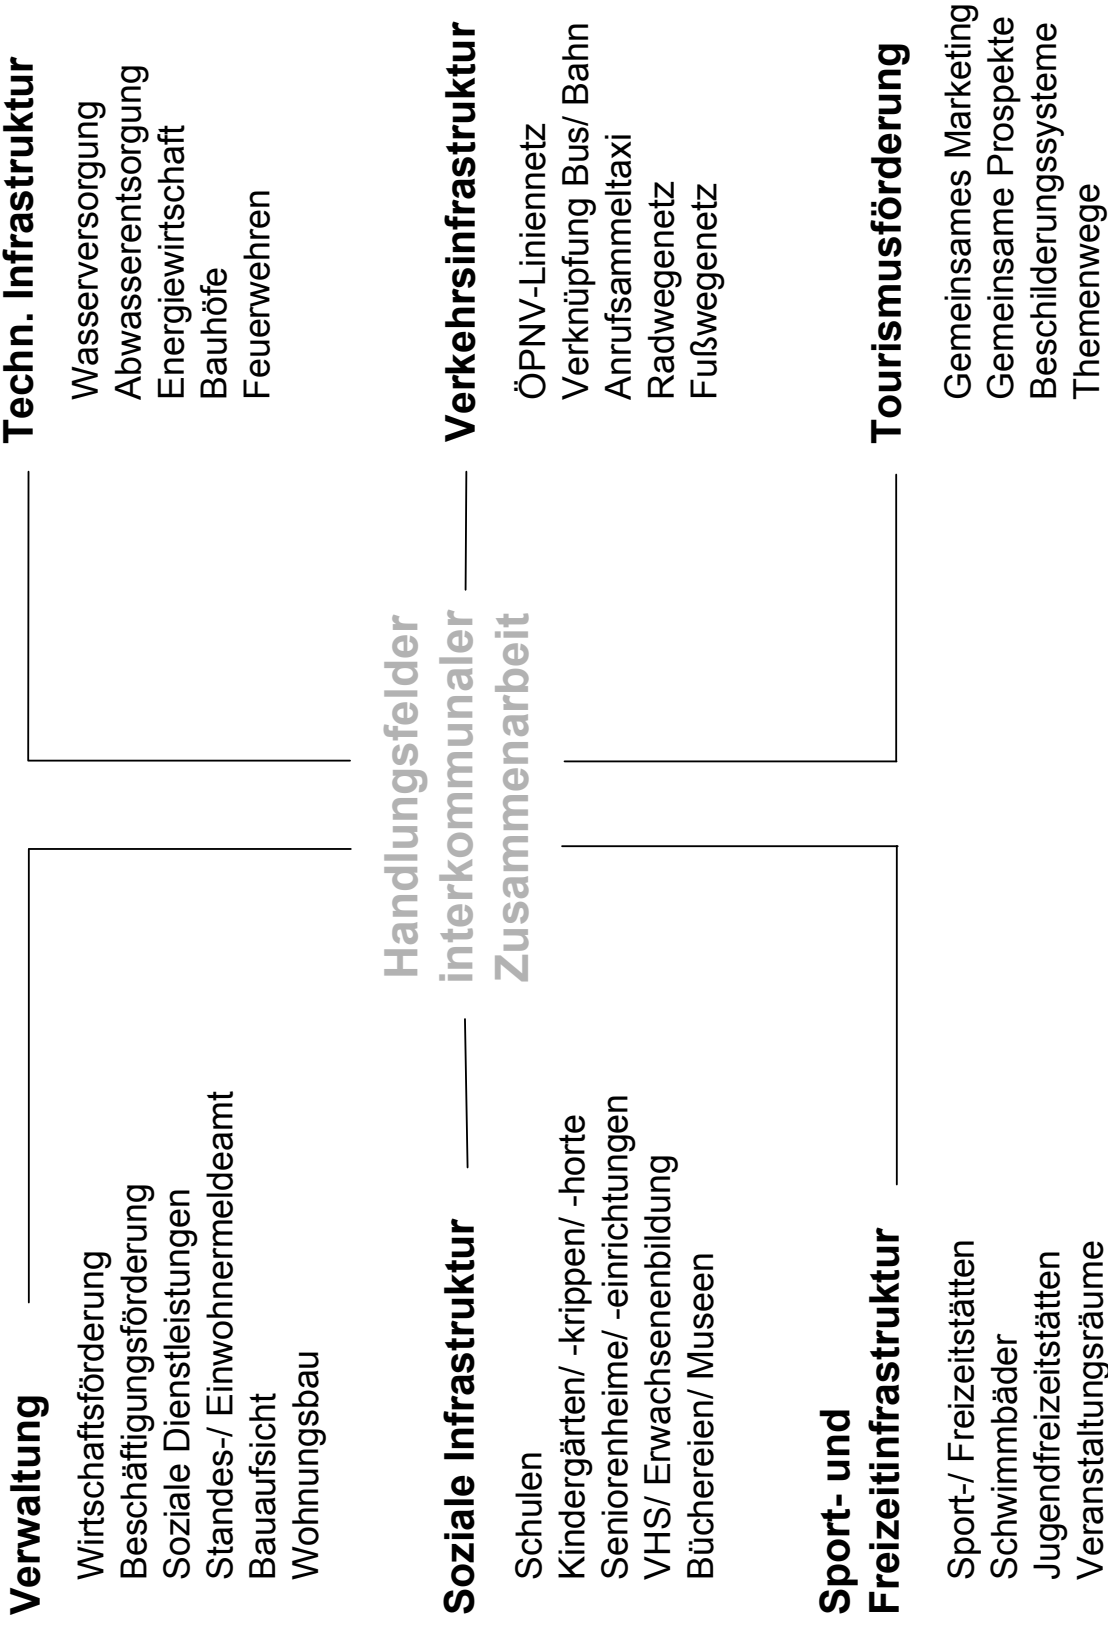 Verwaltung
Wirtschaftsförderung
Beschäftigungsförderung
Soziale Dienstleistungen
Standes-/ Einwohnermeldeamt
Bauaufsicht
Wohnungsbau
Techn. Infrastruktur
Wasserversorgung
Abwasserentsorgung
Energiewirtschaft
Bauhöfe
Feuerwehren
Handlungsfelder
interkommunaler
Zusammenarbeit
Soziale Infrastruktur
Schulen
Kindergärten/ -krippen/ -horte
Seniorenheime/ -einrichtungen
VHS/ Erwachsenenbildung
Büchereien/ Museen
Verkehrsinfrastruktur
ÖPNV-Liniennetz
Verknüpfung Bus/ Bahn
Anrufsammeltaxi
Radwegenetz
Fußwegenetz
Sport- und
Freizeitinfrastruktur
Sport-/ Freizeitstätten
Schwimmbäder
Jugendfreizeitstätten
Veranstaltungsräume
Tourismusförderung
Gemeinsames Marketing
Gemeinsame Prospekte
Beschilderungssysteme
Themenwege